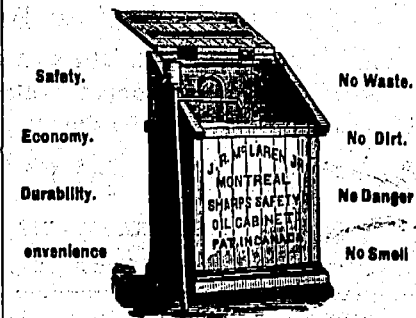 Safety.
Economy.
Durability.
onvenience
J. R. McLAREN JR
MONTREAL
SHARPS SAFETY
OIL CABINET
PAT. IN CANADA
No Waste.
No Dirt.
No Danger
No Smell